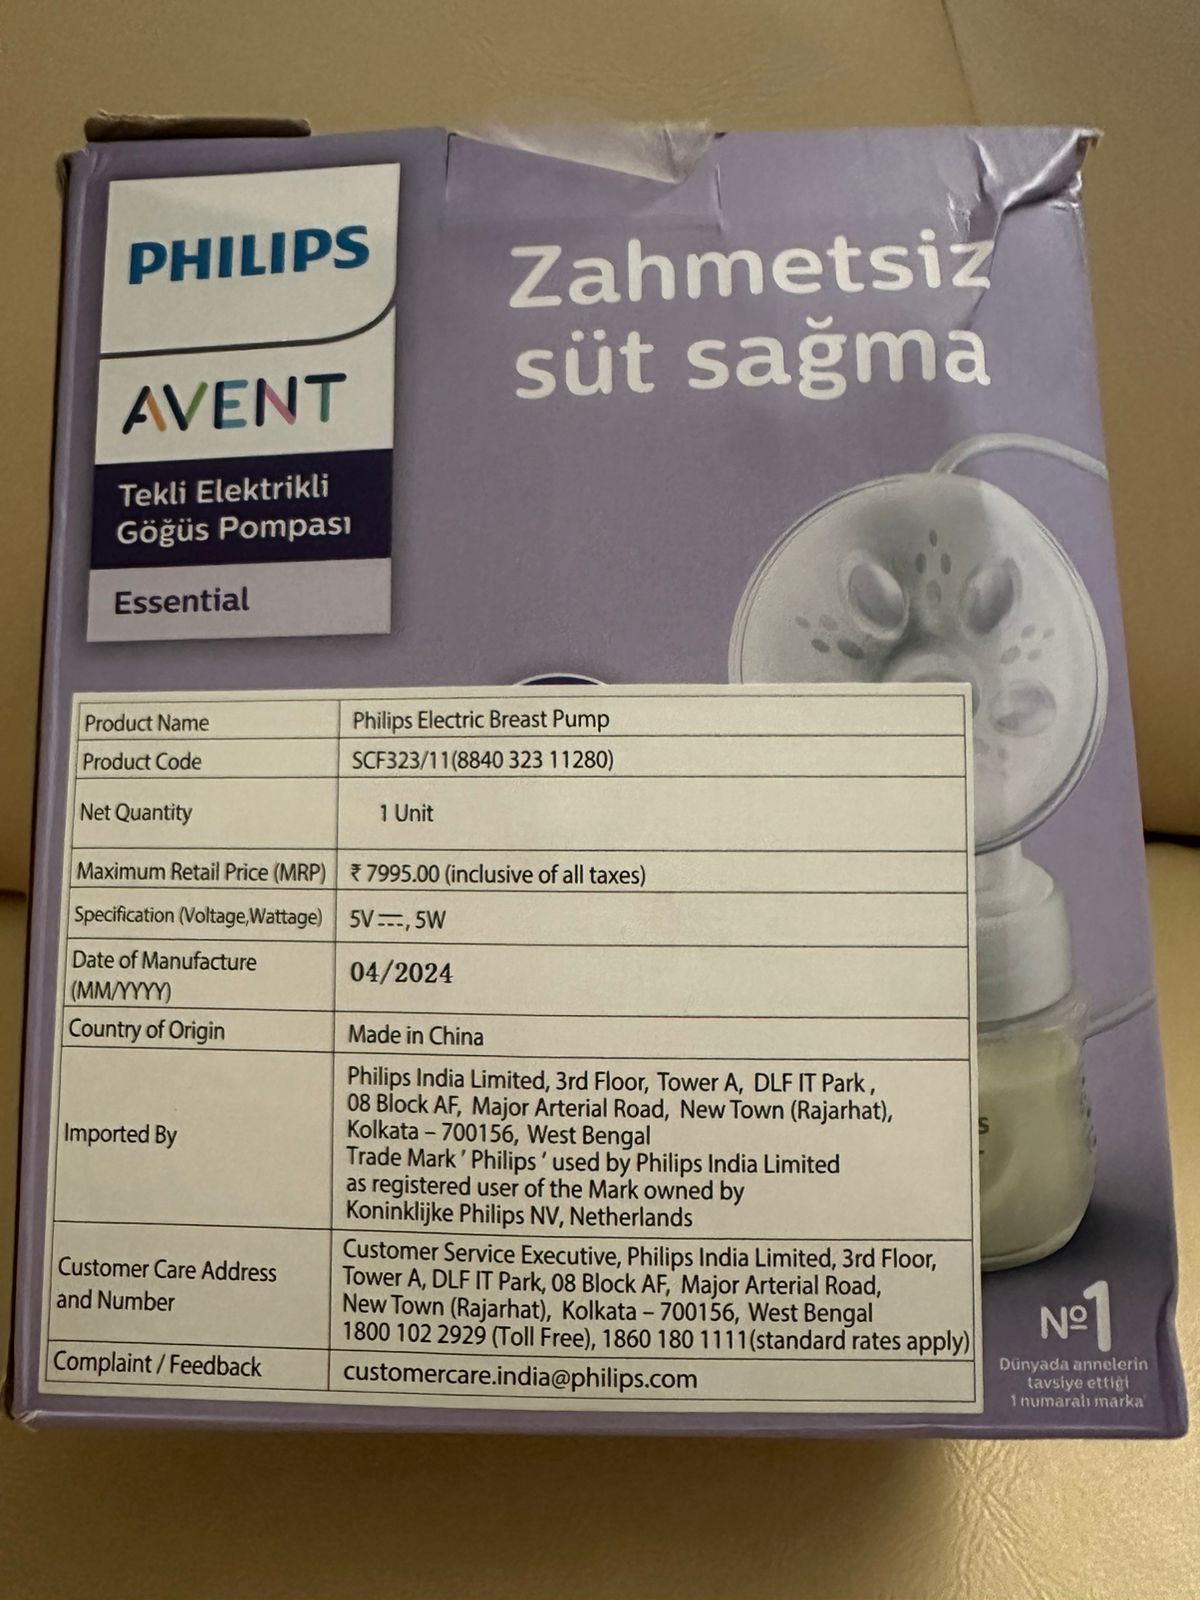 PHILIPS
AVENT
Tekli Elektrikli
Göğüs Pompası
Essential
Zahmetsiz
süt sağma
Product Name Philips Electric Breast Pump
Product Code SCF323/11(8840 323 11280)
Net Quantity 1 Unit
Maximum Retail Price (MRP) ₹ 7995.00 (inclusive of all taxes)
Specification (Voltage,Wattage) 5V⎓, 5W
Date of Manufacture
(MM/YYYY)
04/2024
Country of Origin Made in China
Imported By
Philips India Limited, 3rd Floor, Tower A, DLF IT Park ,
08 Block AF, Major Arterial Road, New Town (Rajarhat),
Kolkata – 700156, West Bengal
Trade Mark ' Philips ' used by Philips India Limited
as registered user of the Mark owned by
Koninklijke Philips NV, Netherlands
Customer Care Address
and Number
Customer Service Executive, Philips India Limited, 3rd Floor,
Tower A, DLF IT Park, 08 Block AF, Major Arterial Road,
New Town (Rajarhat), Kolkata – 700156, West Bengal
1800 102 2929 (Toll Free), 1860 180 1111(standard rates apply)
Complaint / Feedback customercare.india@philips.com
Nº1
Dünyada annelerin
tavsiye ettiği
1 numaralı marka